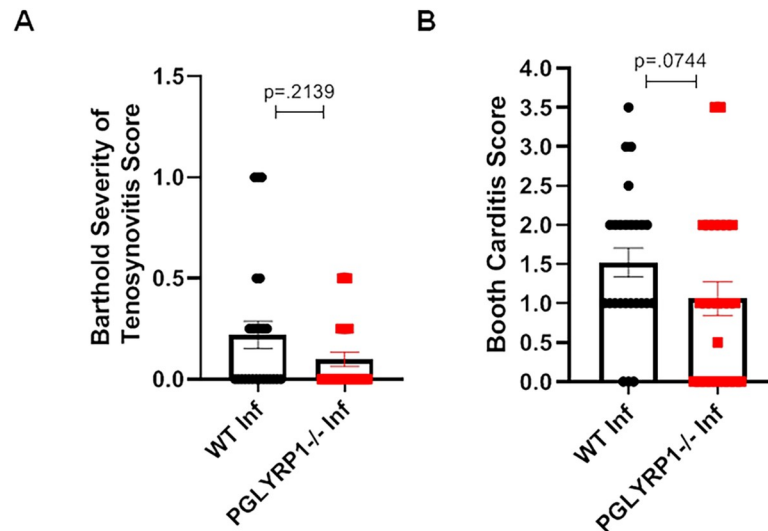 A
Barthold Severity of
Tenosynovitis Score
1.5
1.0
0.5
0.0
p=.2139
WT Inf
PGLYRP1-/- Inf
B
Booth Carditis Score
4.0
3.5
3.0
2.5
2.0
1.5
1.0
0.5
0.0
p=.0744
WT Inf
PGLYRP1-/- Inf